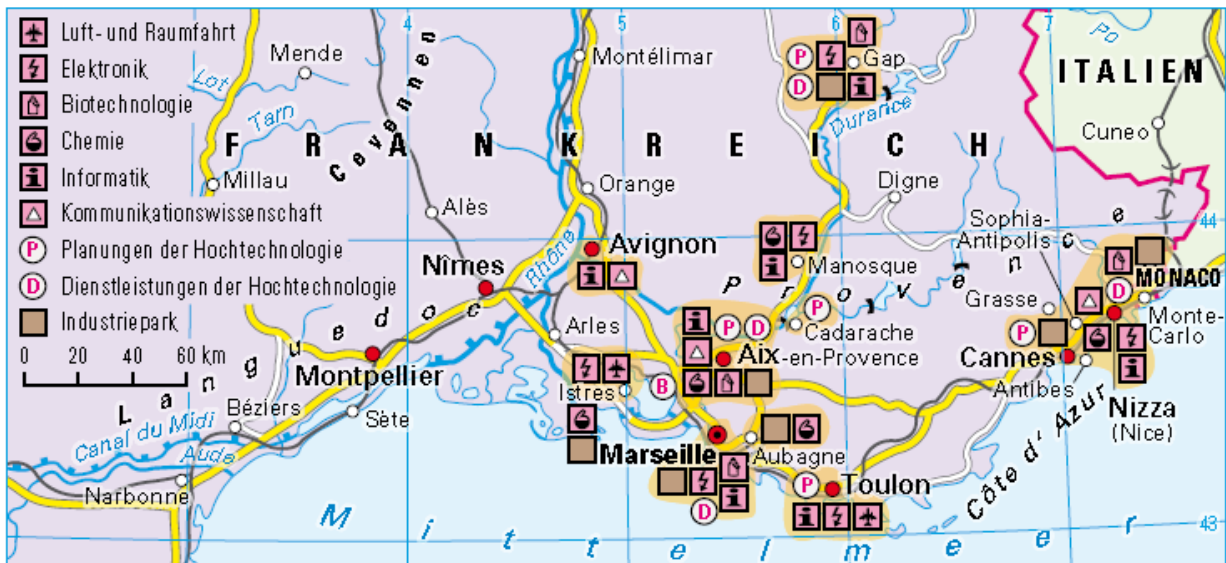 Luft- und Raumfahrt
Elektronik
Biotechnologie
Chemie
Informatik
Kommunikationswissenschaft
P Planungen der Hochtechnologie
D Dienstleistungen der Hochtechnologie
Industriepark
0 20 40 60 km
4
5
6
7
44
43
FRANKREICH
ITALIEN
Cevennen
Languedoc
Provence
Côte d'Azur
Mittelmeer
Mende
Lot
Tarn
Millau
Alès
Montélimar
Orange
Rhône
Avignon
Nîmes
Arles
Montpellier
Sète
Béziers
Canal du Midi
Aude
Narbonne
P
Gap
D
Durance
Digne
Po
Cuneo
Manosque
P
Cadarache
P D
Aix-en-Provence
Istres
B
Marseille
Aubagne
D
P
Toulon
Sophia-
Antipolis
Grasse
P
Cannes
Antibes
D
MONACO
Monte-
Carlo
Nizza
(Nice)